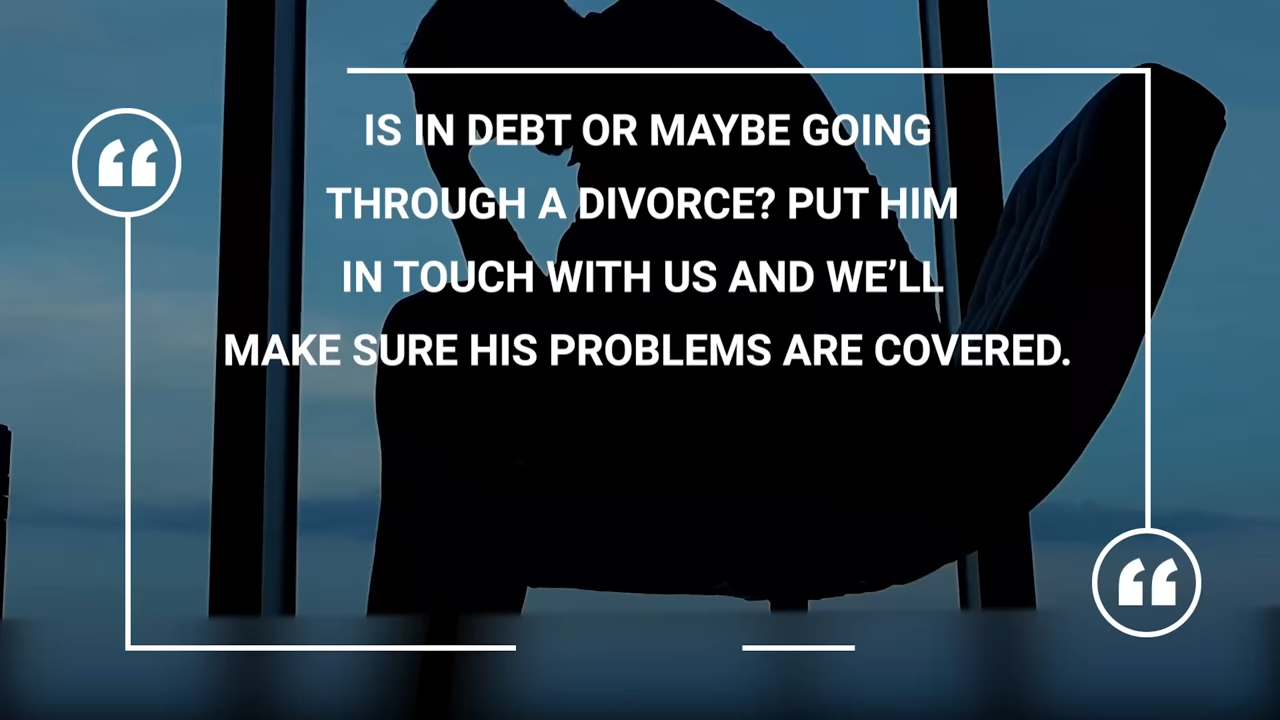 IS IN DEBT OR MAYBE GOING
THROUGH A DIVORCE? PUT HIM
IN TOUCH WITH US AND WE’LL
MAKE SURE HIS PROBLEMS ARE COVERED.